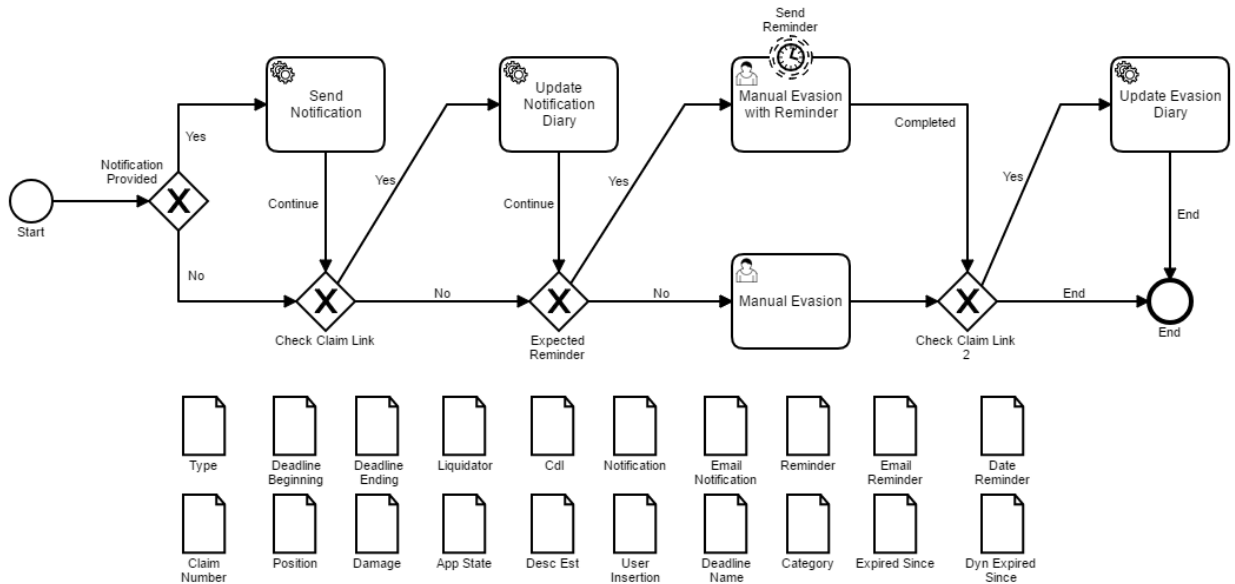 Send
Reminder
Send
Notification
Update
Notification
Diary
Manual Evasion
with Reminder
Update Evasion
Diary
Yes
Completed
Notification
Provided
Yes
Yes
Yes
Start
Continue
Continue
End
No
No
No
Manual Evasion
End
Check Claim Link
Expected
Reminder
Check Claim Link
2
End
Type
Deadline
Beginning
Deadline
Ending
Liquidator
Cdl
Notification
Email
Notification
Reminder
Email
Reminder
Date
Reminder
Claim
Number
Position
Damage
App State
Desc Est
User
Insertion
Deadline
Name
Category
Expired Since
Dyn Expired
Since